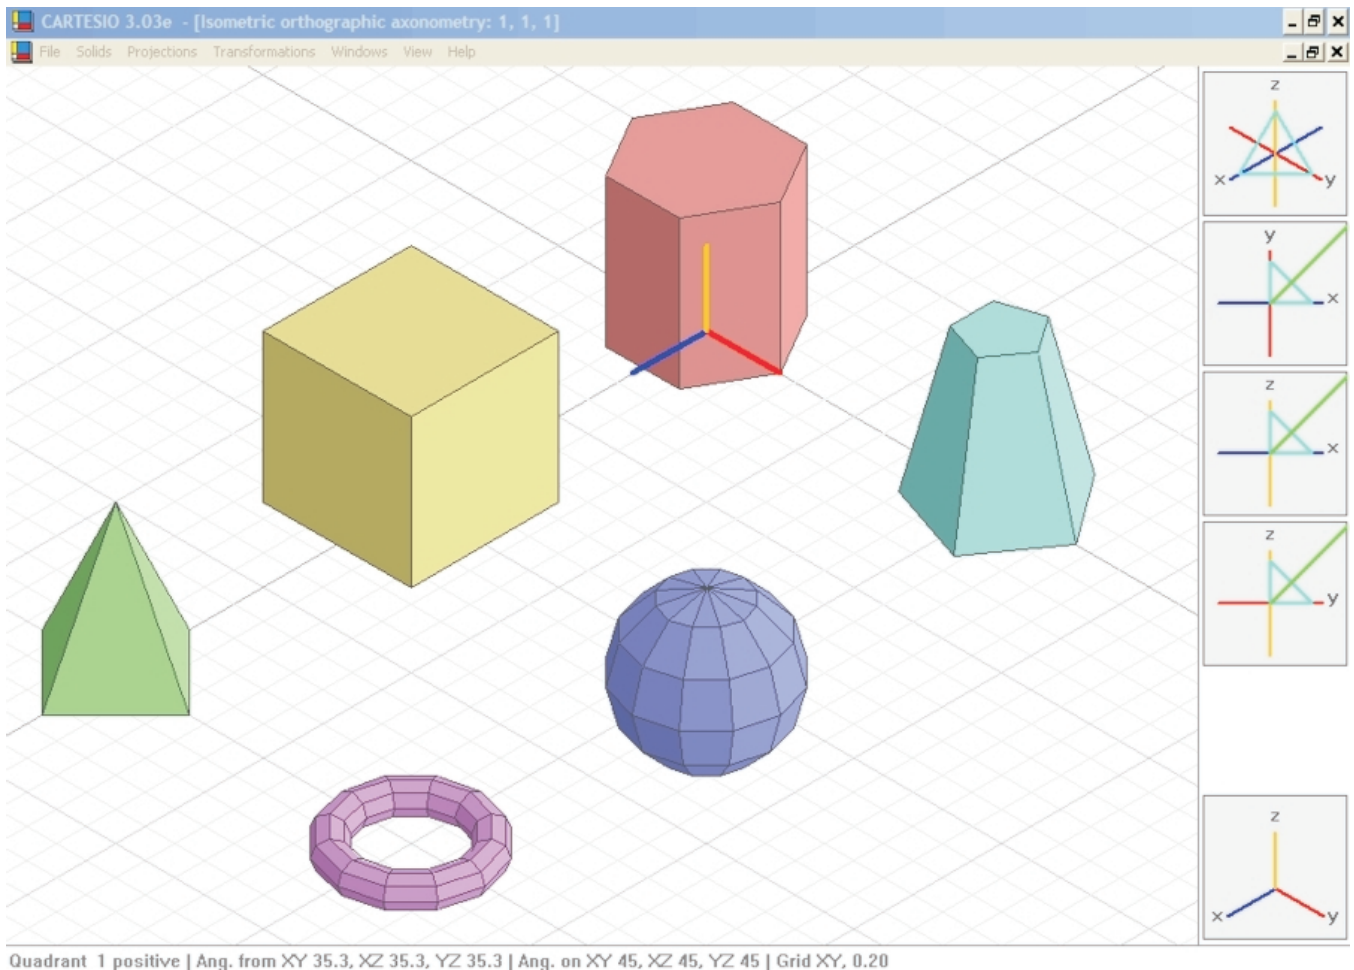 CARTESIO 3.03e - [Isometric orthographic axonometry: 1, 1, 1]
File Solids Projections Transformations Windows View Help
z
x
y
y
x
z
x
z
y
z
x
y
Quadrant 1 positive | Ang. from XY 35.3, XZ 35.3, YZ 35.3 | Ang. on XY 45, XZ 45, YZ 45 | Grid XY, 0.20